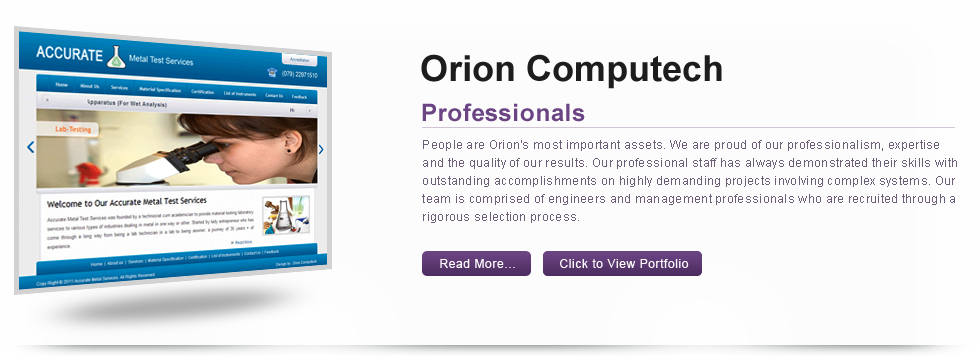 ACCURATE Metal Test Services
Accreditation
(079) 22971510
Home About Us Services Material Specification Certification List of Instruments Contact Us Feedback
Apparatus (For Wet Analysis)
Lab-Testing
Welcome to Our Accurate Metal Test Services
Accurate Metal Test Services was founded by a technocrat cum academician to provide material testing laboratory
services to various types of industries dealing in metal in one way or other. Started by lady entrepreneur who has
come through a long way from being a lab technician in a lab to being answer, a journey of 35 years + of
experience.
Read More..
Home | About us | Services | Material Specification | Certification | List of Instruments | Contact Us | Feedback
Copy Right © 2011 Accurate Metal Services. All Rights Reserved.
Design by : Orion Computech
Orion Computech
Professionals
People are Orion's most important assets. We are proud of our professionalism, expertise
and the quality of our results. Our professional staff has always demonstrated their skills with
outstanding accomplishments on highly demanding projects involving complex systems. Our
team is comprised of engineers and management professionals who are recruited through a
rigorous selection process.
Read More...
Click to View Portfolio